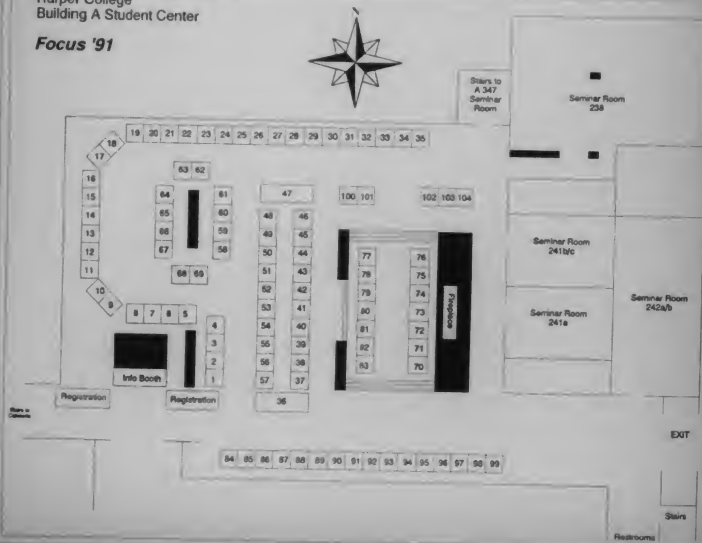 Harper College
Building A Student Center
Focus '91
N
Stairs to
A 347
Seminar
Room
Seminar Room
238
19 20 21 22 23 24 25 26 27 28 29 30 31 32 33 34 35
18
17
16
15
14
13
12
11
10
9
63 62
64
65
66
67
61
60
59
58
68 69
47
48
49
50
51
52
53
54
55
56
57
46
45
44
43
42
41
40
39
38
37
36
100 101
102 103 104
77
78
79
80
81
82
83
76
75
74
73
72
71
70
Fireplace
Seminar Room
241b/c
Seminar Room
241a
Seminar Room
242a/b
8 7 6 5
4
3
2
1
Info Booth
Registration
Registration
Stairs to
84 85 86 87 88 89 90 91 92 93 94 95 96 97 98 99
EXIT
Stairs
Restrooms